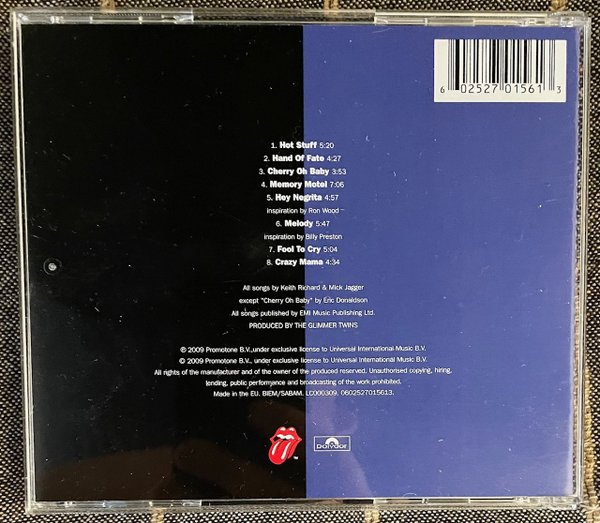 6 02527 01561 3
1. Hot Stuff 5:20
2. Hand Of Fate 4:27
3. Cherry Oh Baby 3:53
4. Memory Motel 7:06
5. Hey Negrita 4:57
inspiration by Ron Wood
6. Melody 5:47
inspiration by Billy Preston
7. Fool To Cry 5:04
8. Crazy Mama 4:34
All songs by Keith Richard & Mick Jagger
except "Cherry Oh Baby" by Eric Donaldson
All songs published by EMI Music Publishing Ltd.
PRODUCED BY THE GLIMMER TWINS
℗ 2009 Promotone B.V.,under exclusive license to Universal International Music B.V.
© 2009 Promotone B.V., under exclusive license to Universal International Music B.V.
All rights of the manufacturer and of the owner of the produced reserved. Unauthorised copying, hiring,
lending, public performance and broadcasting of the work prohibited.
Made in the EU. BIEM/SABAM. LC000309. 0602527015613.
polydor